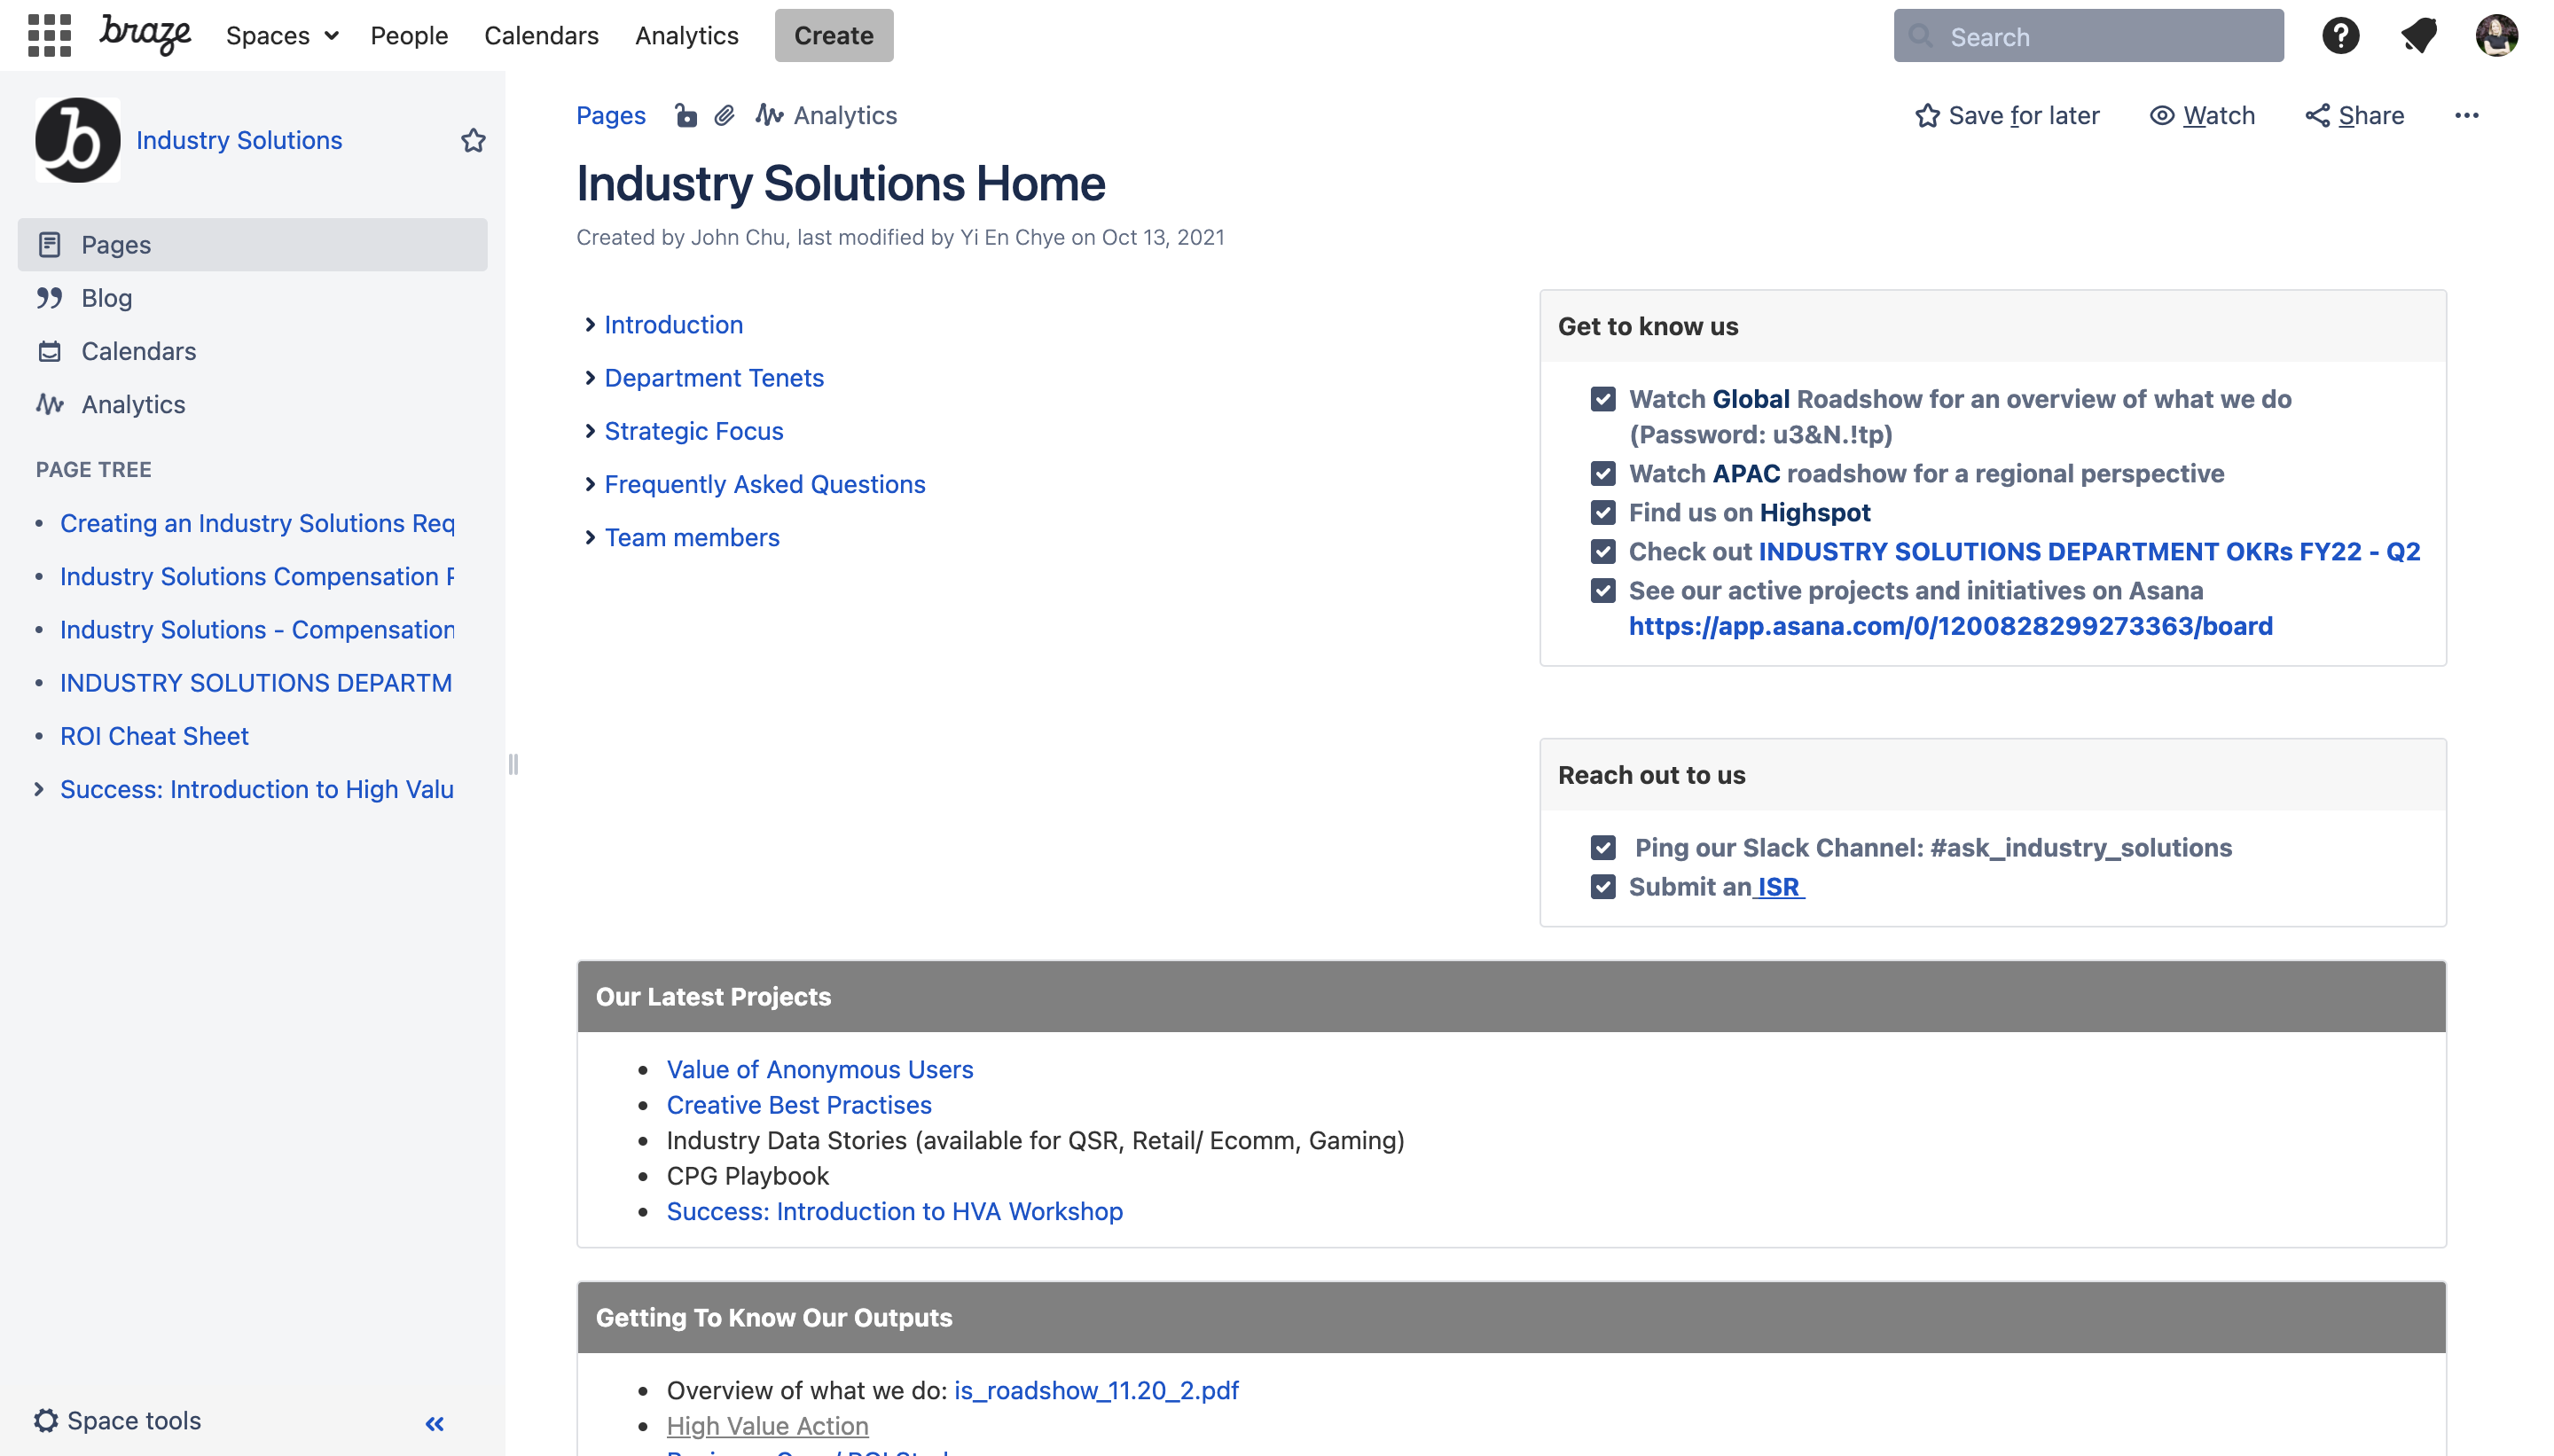 braze Spaces People Calendars Analytics Create Search
Industry Solutions
Pages
Blog
Calendars
Analytics
PAGE TREE
Creating an Industry Solutions Req
Industry Solutions Compensation
Industry Solutions - Compensation
INDUSTRY SOLUTIONS DEPARTM
ROI Cheat Sheet
Success: Introduction to High Valu
Space tools
Pages Analytics Save for later Watch Share
Industry Solutions Home
Created by John Chu, last modified by Yi En Chye on Oct 13, 2021
Introduction
Department Tenets
Strategic Focus
Frequently Asked Questions
Team members
Get to know us
Watch Global Roadshow for an overview of what we do
(Password: u3&N.!tp)
Watch APAC roadshow for a regional perspective
Find us on Highspot
Check out INDUSTRY SOLUTIONS DEPARTMENT OKRs FY22 - Q2
See our active projects and initiatives on Asana
https://app.asana.com/0/1200828299273363/board
Reach out to us
Ping our Slack Channel: #ask_industry_solutions
Submit an ISR
Our Latest Projects
Value of Anonymous Users
Creative Best Practises
Industry Data Stories (available for QSR, Retail/ Ecomm, Gaming)
CPG Playbook
Success: Introduction to HVA Workshop
Getting To Know Our Outputs
Overview of what we do: is_roadshow_11.20_2.pdf
High Value Action